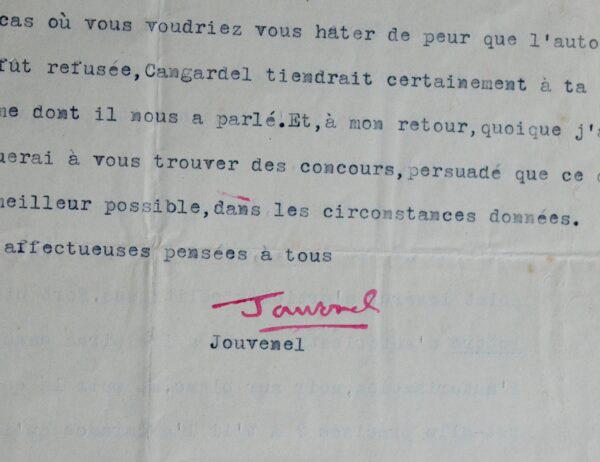 cas où vous voudriez vous hâter de peur que l'auto
fût refusée,Cangardel tiendrait certainement à ta
me dont il nous a parlé.Et,à mon retour,quoique j'a
uerai à vous trouver des concours,persuadé que ce
meilleur possible,dans les circonstances données.
affectueuses pensées à tous
Jouvenel
Jouvenel